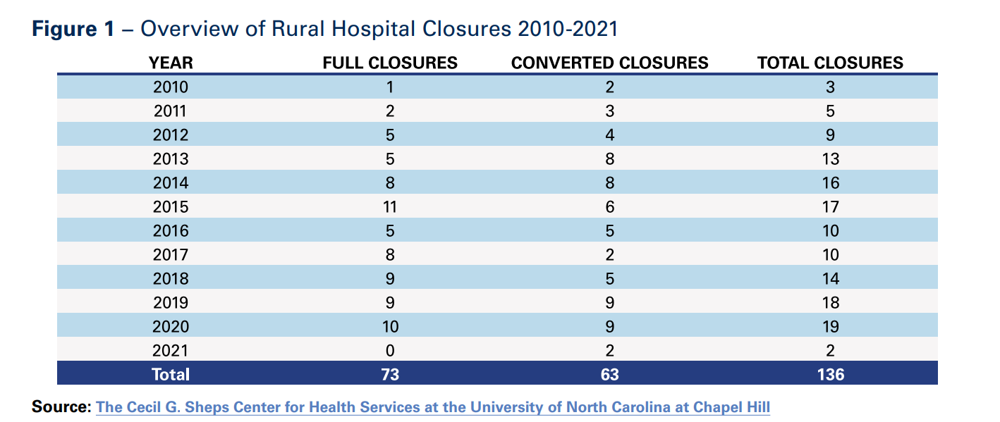 Figure 1 – Overview of Rural Hospital Closures 2010-2021
YEAR FULL CLOSURES CONVERTED CLOSURES TOTAL CLOSURES
2010 1 2 3
2011 2 3 5
2012 5 4 9
2013 5 8 13
2014 8 8 16
2015 11 6 17
2016 5 5 10
2017 8 2 10
2018 9 5 14
2019 9 9 18
2020 10 9 19
2021 0 2 2
Total 73 63 136
Source: The Cecil G. Sheps Center for Health Services at the University of North Carolina at Chapel Hill